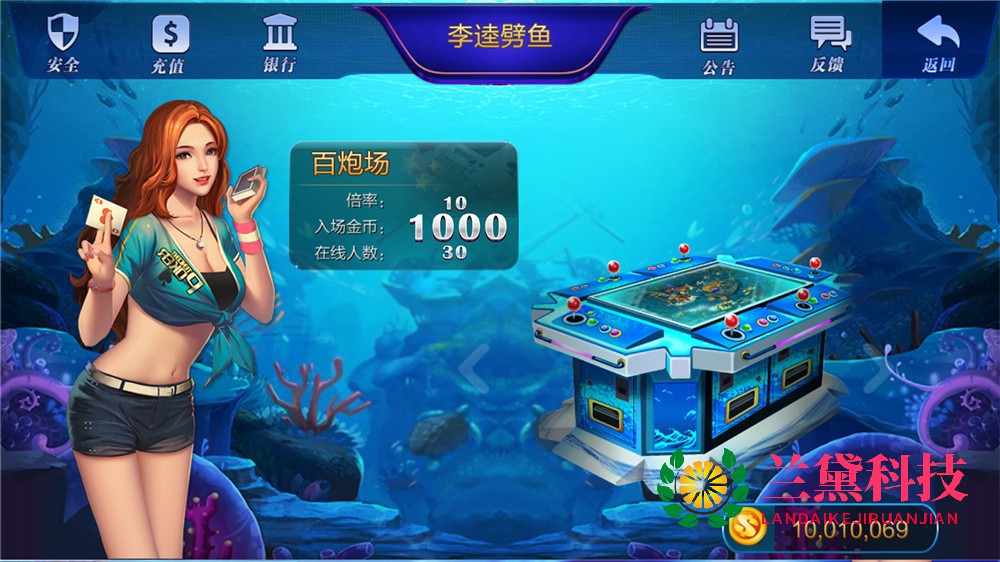 安全
充值
银行
李逵劈鱼
公告
反馈
返回
百炮场
倍率： 10
入场金币： 1000
在线人数： 30
兰黛科技
LANDAIKEJIRUANJIAN
10,010,069